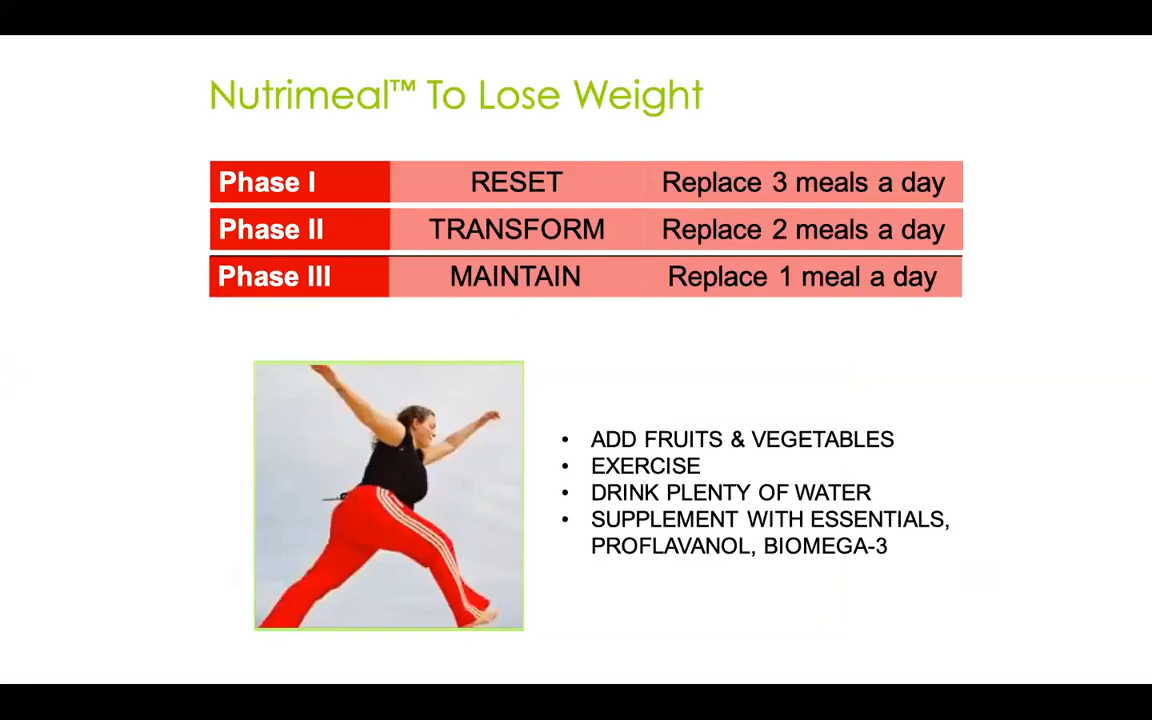 Nutrimeal™ To Lose Weight
Phase I RESET Replace 3 meals a day
Phase II TRANSFORM Replace 2 meals a day
Phase III MAINTAIN Replace 1 meal a day
• ADD FRUITS & VEGETABLES
• EXERCISE
• DRINK PLENTY OF WATER
• SUPPLEMENT WITH ESSENTIALS,
PROFLAVANOL, BIOMEGA-3